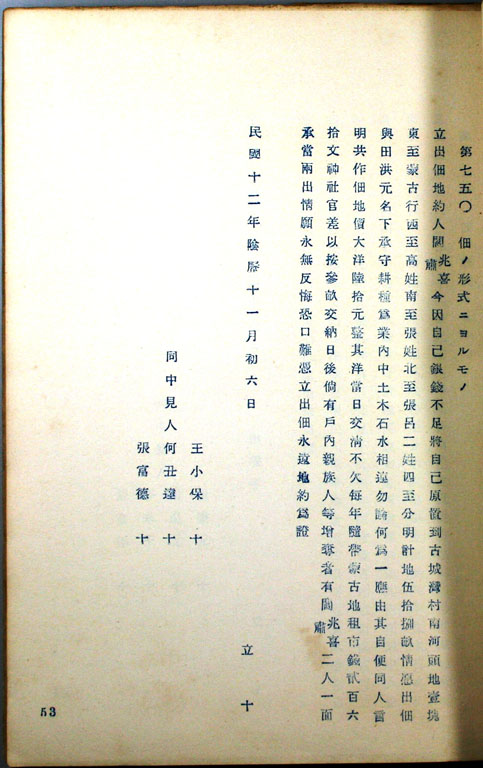 第七五〇 佃ノ形式ニヨルモノ
立出佃地約人閻兆喜肅今因自己銀錢不足將自己原置到古城灣村南河頭地壹塊
東至蒙古行西至高姓南至張姓北至張呂二姓四至分明計地伍拾捌畝情憑出佃
與田洪元名下承守耕種爲業內中土木石水相連勿論何爲一應由其自便同人言
明共作佃地價大洋陸拾元整其洋當日交淸不欠每年隨帶蒙古地租市錢貳百六
拾文神社官差以按參畝交納日後倘有戶內親族人等增奪者有閻兆喜肅二人一面
承當兩出情願永無反悔恐口難憑立出佃永遠地約爲證
民國十二年陰曆十一月初六日 立 十
王小保 十
同中見人何丑達 十
張富德 十
53